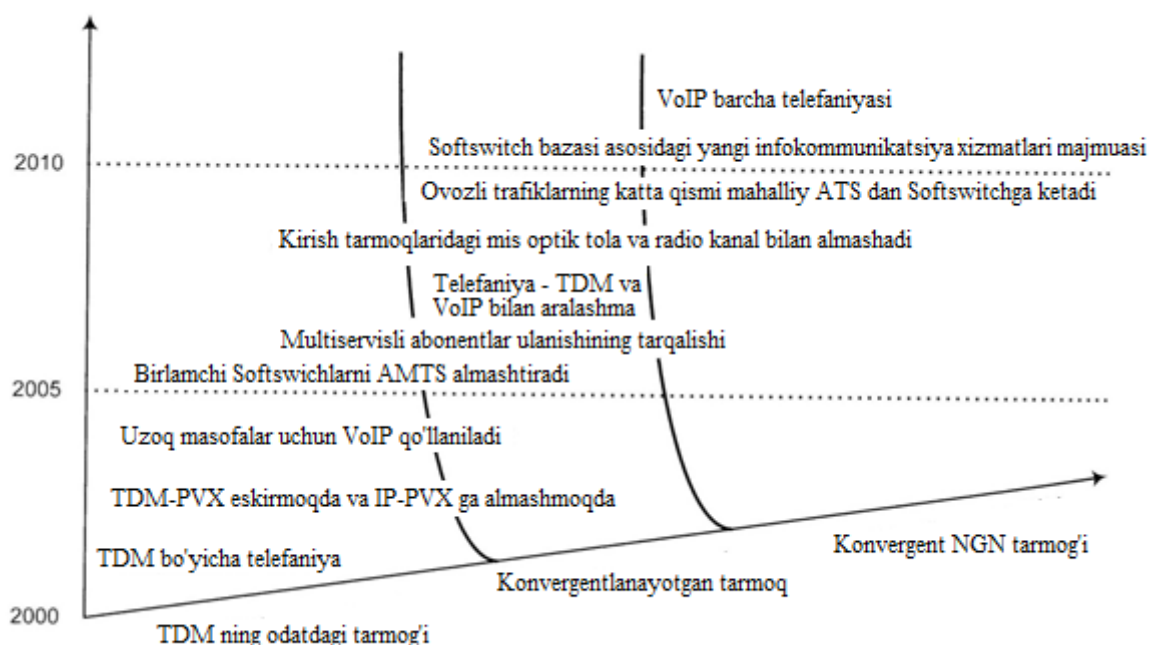 VoIP barcha telefaniyasi
Softswitch bazasi asosidagi yangi infokommunikatsiya xizmatlari majmuasi
2010
Ovozli trafiklarning katta qismi mahalliy ATS dan Softswitchga ketadi
Kirish tarmoqlaridagi mis optik tola va radio kanal bilan almashadi
Telefaniya - TDM va
VoIP bilan aralashma
Multiservisli abonentlar ulanishining tarqalishi
Birlamchi Softswichlarni AMTS almashtiradi
2005
Uzoq masofalar uchun VoIP qo'llaniladi
TDM-PVX eskirmoqda va IP-PVX ga almashmoqda
Konvergent NGN tarmog'i
TDM bo'yicha telefaniya
Konvergentlanayotgan tarmoq
2000
TDM ning odatdagi tarmog'i